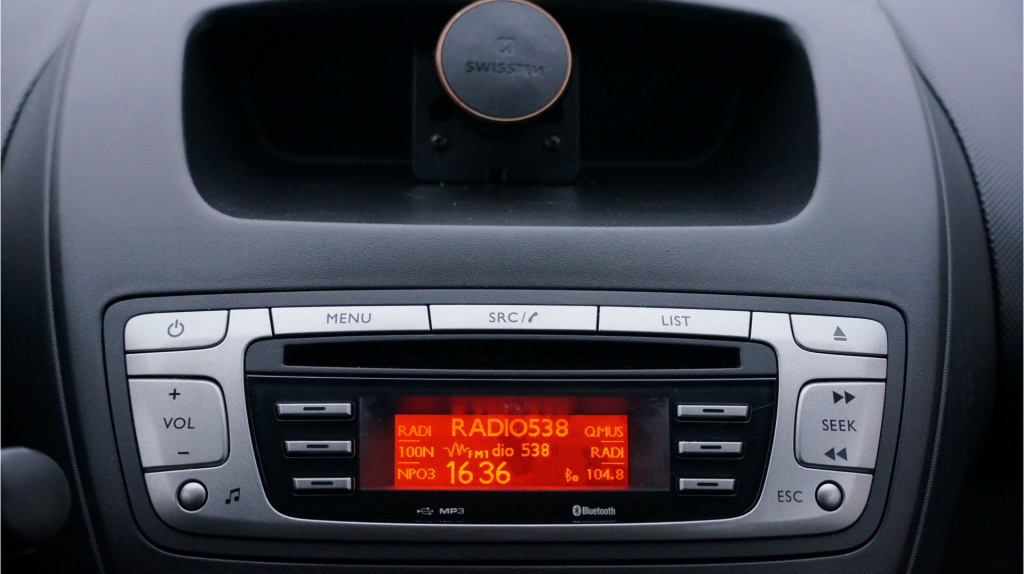 SWISSTEN
MENU SRC/ LIST
+
VOL
−
SEEK
RADI RADIO538 Q.MUS
100N FM1 dio 538 RADI
NPO3 16 36 104.8
ESC
MP3 Bluetooth